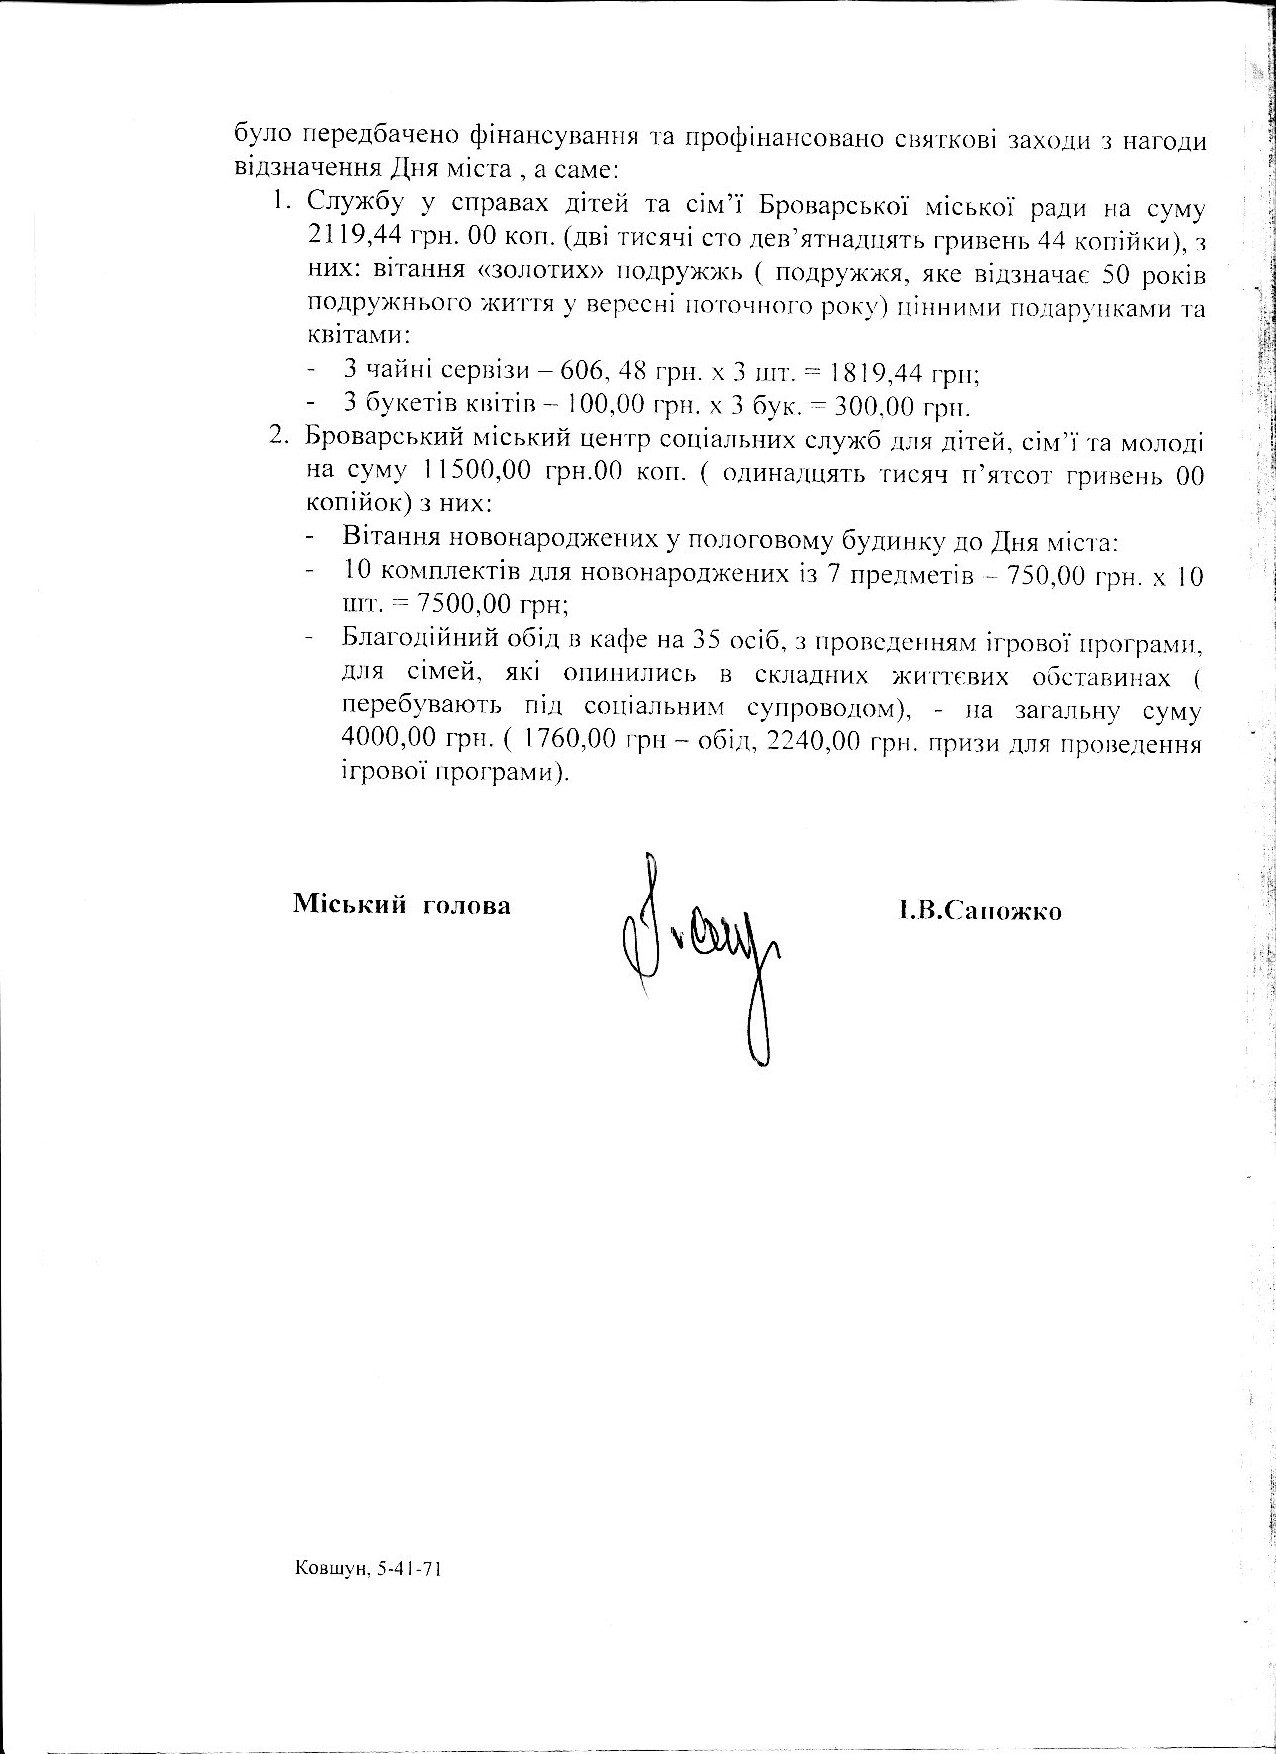 було передбачено фінансування та профінансовано святкові заходи з нагоди
відзначення Дня міста , а саме:
1. Службу у справах дітей та сім’ї Броварської міської ради на суму
2119,44 грн. 00 коп. (дві тисячі сто дев’ятнадцять гривень 44 копійки), з
них: вітання «золотих» подружжь ( подружжя, яке відзначає 50 років
подружнього життя у вересні поточного року) цінними подарунками та
квітами:
- 3 чайні сервізи – 606, 48 грн. х 3 шт. = 1819,44 грн;
- 3 букетів квітів – 100,00 грн. х 3 бук. = 300,00 грн.
2. Броварський міський центр соціальних служб для дітей, сім’ї та молоді
на суму 11500,00 грн.00 коп. ( одинадцять тисяч п’ятсот гривень 00
копійок) з них:
- Вітання новонароджених у пологовому будинку до Дня міста:
- 10 комплектів для новонароджених із 7 предметів – 750,00 грн. х 10
шт. = 7500,00 грн;
- Благодійний обід в кафе на 35 осіб, з проведенням ігрової програми,
для сімей, які опинились в складних життєвих обставинах (
перебувають під соціальним супроводом), - на загальну суму
4000,00 грн. ( 1760,00 грн – обід, 2240,00 грн. призи для проведення
ігрової програми).
Міський голова І.В.Сапожко
Ковшун, 5-41-71